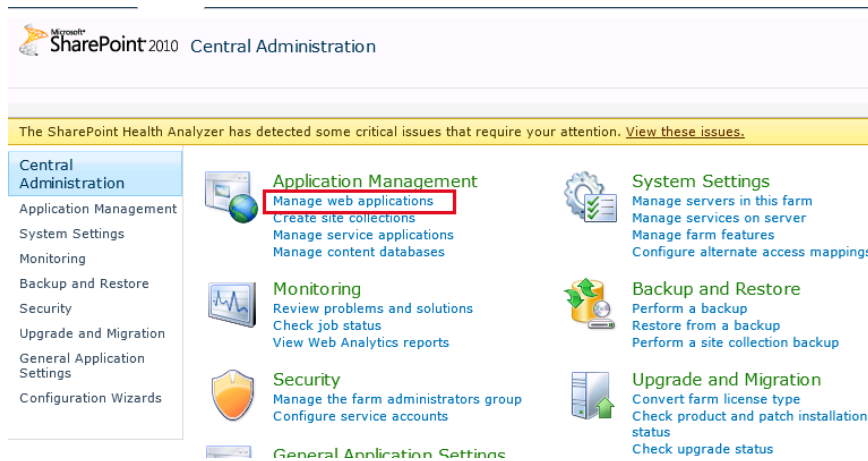 Microsoft
SharePoint 2010 Central Administration
The SharePoint Health Analyzer has detected some critical issues that require your attention. View these issues.
Central
Administration
Application Management
System Settings
Monitoring
Backup and Restore
Security
Upgrade and Migration
General Application
Settings
Configuration Wizards
Application Management
Manage web applications
Create site collections
Manage service applications
Manage content databases
Monitoring
Review problems and solutions
Check job status
View Web Analytics reports
Security
Manage the farm administrators group
Configure service accounts
General Application Settings
System Settings
Manage servers in this farm
Manage services on server
Manage farm features
Configure alternate access mappings
Backup and Restore
Perform a backup
Restore from a backup
Perform a site collection backup
Upgrade and Migration
Convert farm license type
Check product and patch installation
status
Check upgrade status